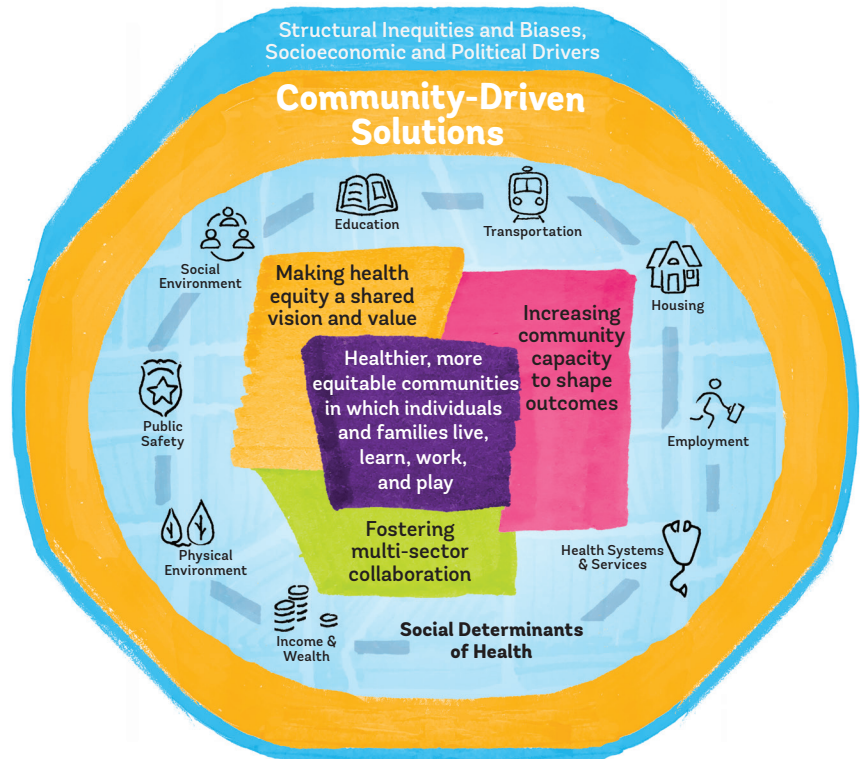 Structural Inequities and Biases,
Socioeconomic and Political Drivers
Community-Driven
Solutions
Education
Transportation
Social
Environment
Housing
Making health
equity a shared
vision and value
Increasing
community
capacity
to shape
outcomes
Healthier, more
equitable communities
in which individuals
and families live,
learn, work,
and play
Public
Safety
Employment
Fostering
multi-sector
collaboration
Physical
Environment
Health Systems
& Services
Income &
Wealth
Social Determinants
of Health